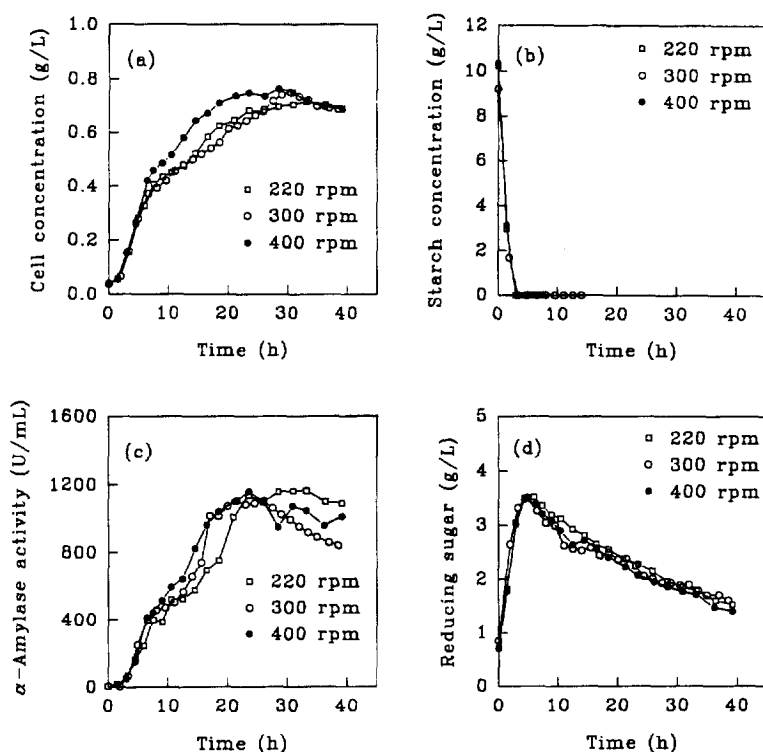 (a)
Cell concentration (g/L)
1.0
0.8
0.6
0.4
0.2
0.0
220 rpm
300 rpm
400 rpm
0 10 20 30 40
Time (h)
(b)
Starch concentration (g/L)
12
10
8
6
4
2
0
220 rpm
300 rpm
400 rpm
0 10 20 30 40
Time (h)
(c)
α-Amylase activity (U/mL)
1600
1200
800
400
0
220 rpm
300 rpm
400 rpm
0 10 20 30 40
Time (h)
(d)
Reducing sugar (g/L)
5
4
3
2
1
0
220 rpm
300 rpm
400 rpm
0 10 20 30 40
Time (h)